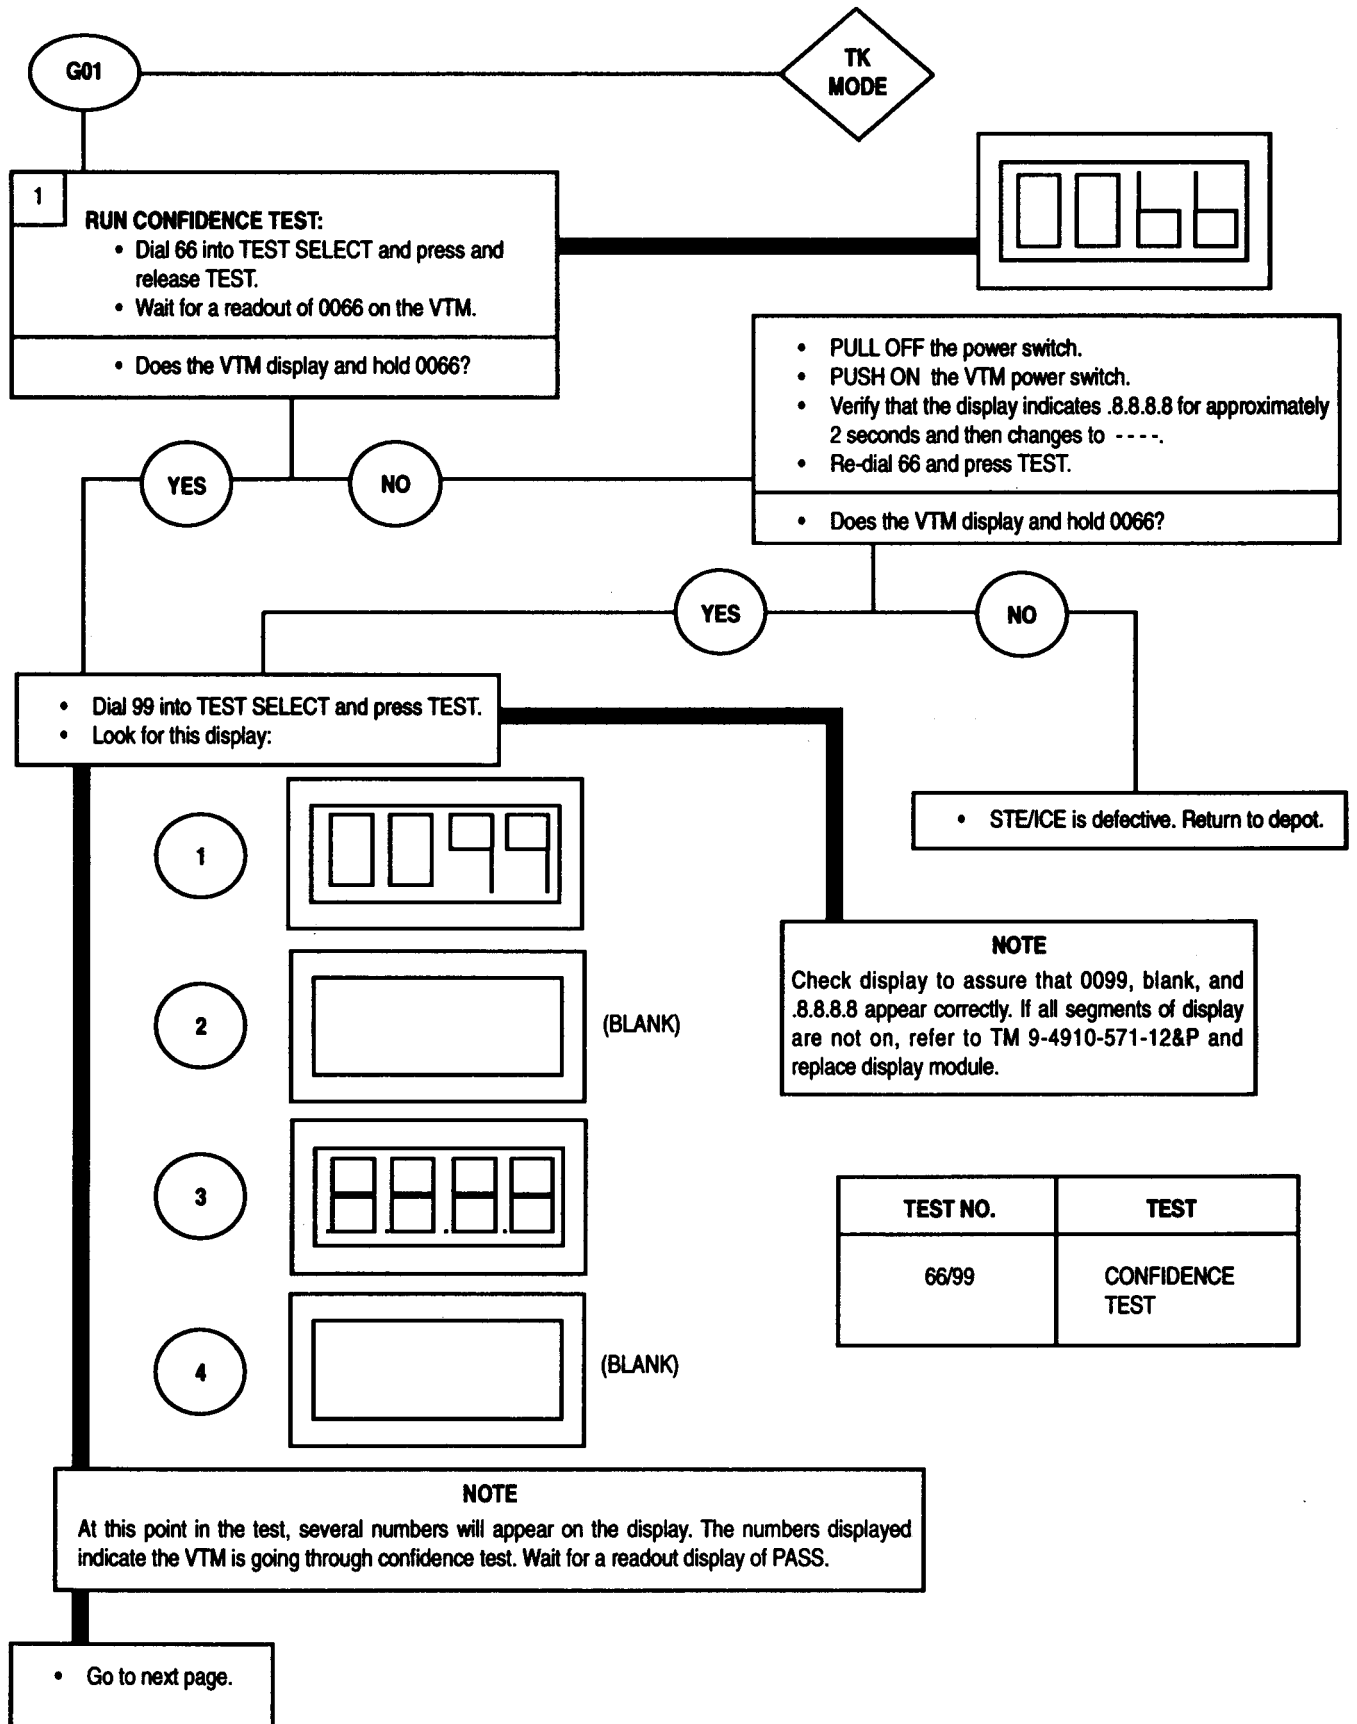 G01
TK
MODE
1
RUN CONFIDENCE TEST:
• Dial 66 into TEST SELECT and press and
release TEST.
• Wait for a readout of 0066 on the VTM.
• Does the VTM display and hold 0066?
0066
• PULL OFF the power switch.
• PUSH ON the VTM power switch.
• Verify that the display indicates .8.8.8.8 for approximately
2 seconds and then changes to - - - -.
• Re-dial 66 and press TEST.
• Does the VTM display and hold 0066?
YES
NO
YES
NO
• Dial 99 into TEST SELECT and press TEST.
• Look for this display:
• STE/ICE is defective. Return to depot.
1
0099
2
(BLANK)
3
.8.8.8.8
4
(BLANK)
NOTE
Check display to assure that 0099, blank, and
.8.8.8.8 appear correctly. If all segments of display
are not on, refer to TM 9-4910-571-12&P and
replace display module.
TEST NO. TEST
66/99 CONFIDENCE
TEST
NOTE
At this point in the test, several numbers will appear on the display. The numbers displayed
indicate the VTM is going through confidence test. Wait for a readout display of PASS.
• Go to next page.